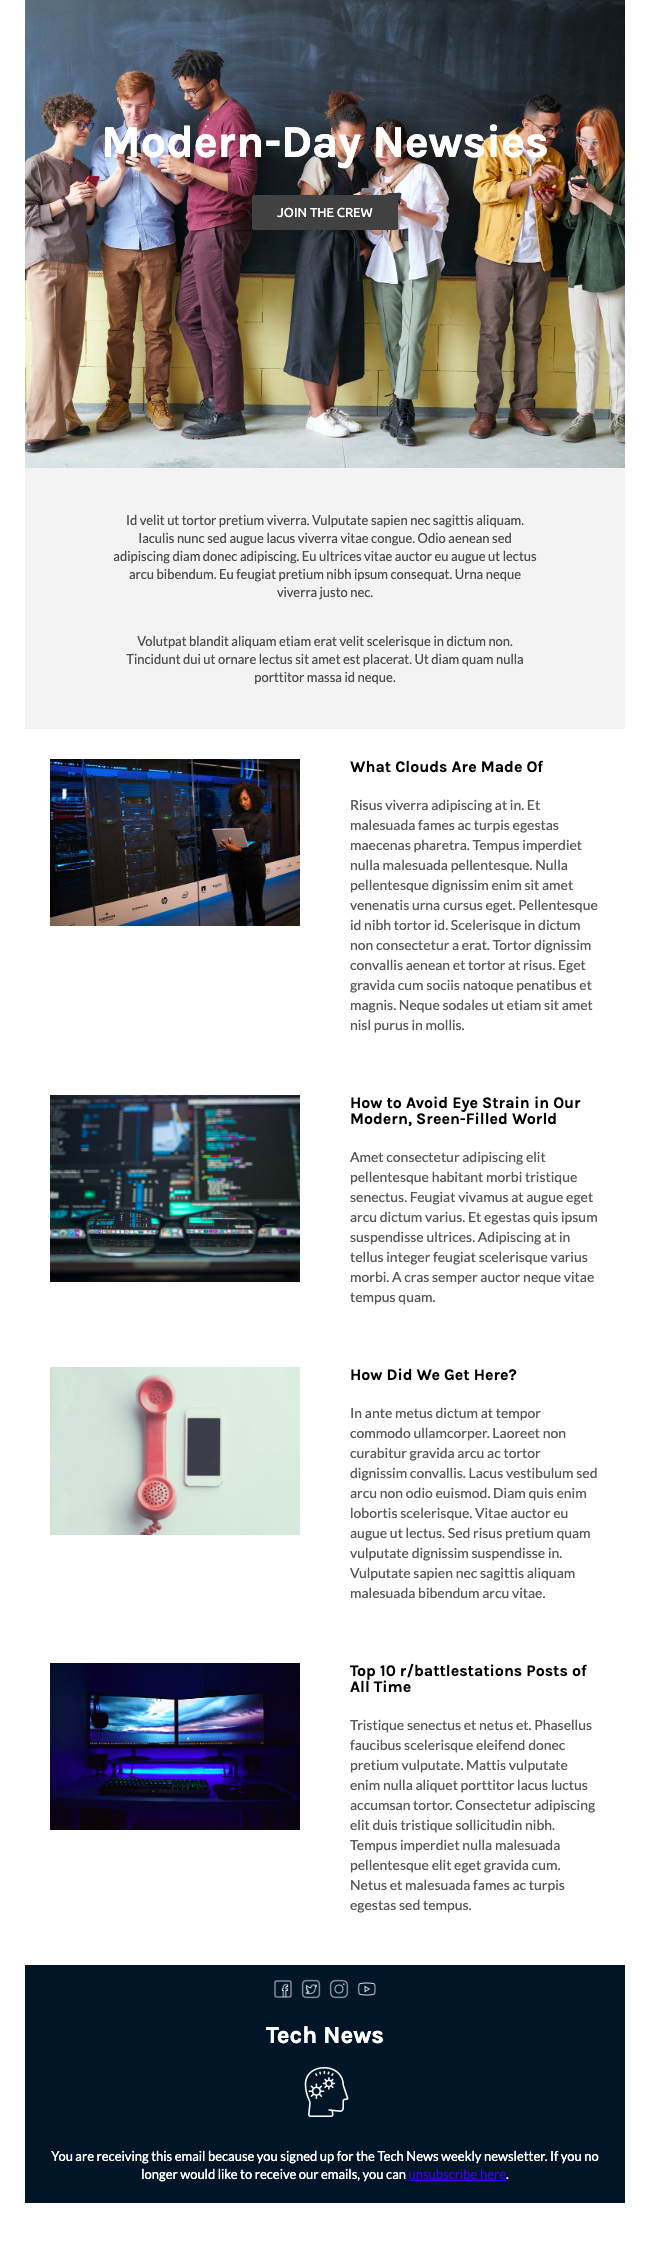 Modern-Day Newsies
JOIN THE CREW
Id velit ut tortor pretium viverra. Vulputate sapien nec sagittis aliquam.
Iaculis nunc sed augue lacus viverra vitae congue. Odio aenean sed
adipiscing diam donec adipiscing. Eu ultrices vitae auctor eu augue ut lectus
arcu bibendum. Eu feugiat pretium nibh ipsum consequat. Urna neque
viverra justo nec.
Volutpat blandit aliquam etiam erat velit scelerisque in dictum non.
Tincidunt dui ut ornare lectus sit amet est placerat. Ut diam quam nulla
porttitor massa id neque.
What Clouds Are Made Of
Risus viverra adipiscing at in. Et
malesuada fames ac turpis egestas
maecenas pharetra. Tempus imperdiet
nulla malesuada pellentesque. Nulla
pellentesque dignissim enim sit amet
venenatis urna cursus eget. Pellentesque
id nibh tortor id. Scelerisque in dictum
non consectetur a erat. Tortor dignissim
convallis aenean et tortor at risus. Eget
gravida cum sociis natoque penatibus et
magnis. Neque sodales ut etiam sit amet
nisl purus in mollis.
How to Avoid Eye Strain in Our
Modern, Sreen-Filled World
Amet consectetur adipiscing elit
pellentesque habitant morbi tristique
senectus. Feugiat vivamus at augue eget
arcu dictum varius. Et egestas quis ipsum
suspendisse ultrices. Adipiscing at in
tellus integer feugiat scelerisque varius
morbi. A cras semper auctor neque vitae
tempus quam.
How Did We Get Here?
In ante metus dictum at tempor
commodo ullamcorper. Laoreet non
curabitur gravida arcu ac tortor
dignissim convallis. Lacus vestibulum sed
arcu non odio euismod. Diam quis enim
lobortis scelerisque. Vitae auctor eu
augue ut lectus. Sed risus pretium quam
vulputate dignissim suspendisse in.
Vulputate sapien nec sagittis aliquam
malesuada bibendum arcu vitae.
Top 10 r/battlestations Posts of
All Time
Tristique senectus et netus et. Phasellus
faucibus scelerisque eleifend donec
pretium vulputate. Mattis vulputate
enim nulla aliquet porttitor lacus luctus
accumsan tortor. Consectetur adipiscing
elit duis tristique sollicitudin nibh.
Tempus imperdiet nulla malesuada
pellentesque elit eget gravida cum.
Netus et malesuada fames ac turpis
egestas sed tempus.
Tech News
You are receiving this email because you signed up for the Tech News weekly newsletter. If you no
longer would like to receive our emails, you can unsubscribe here.